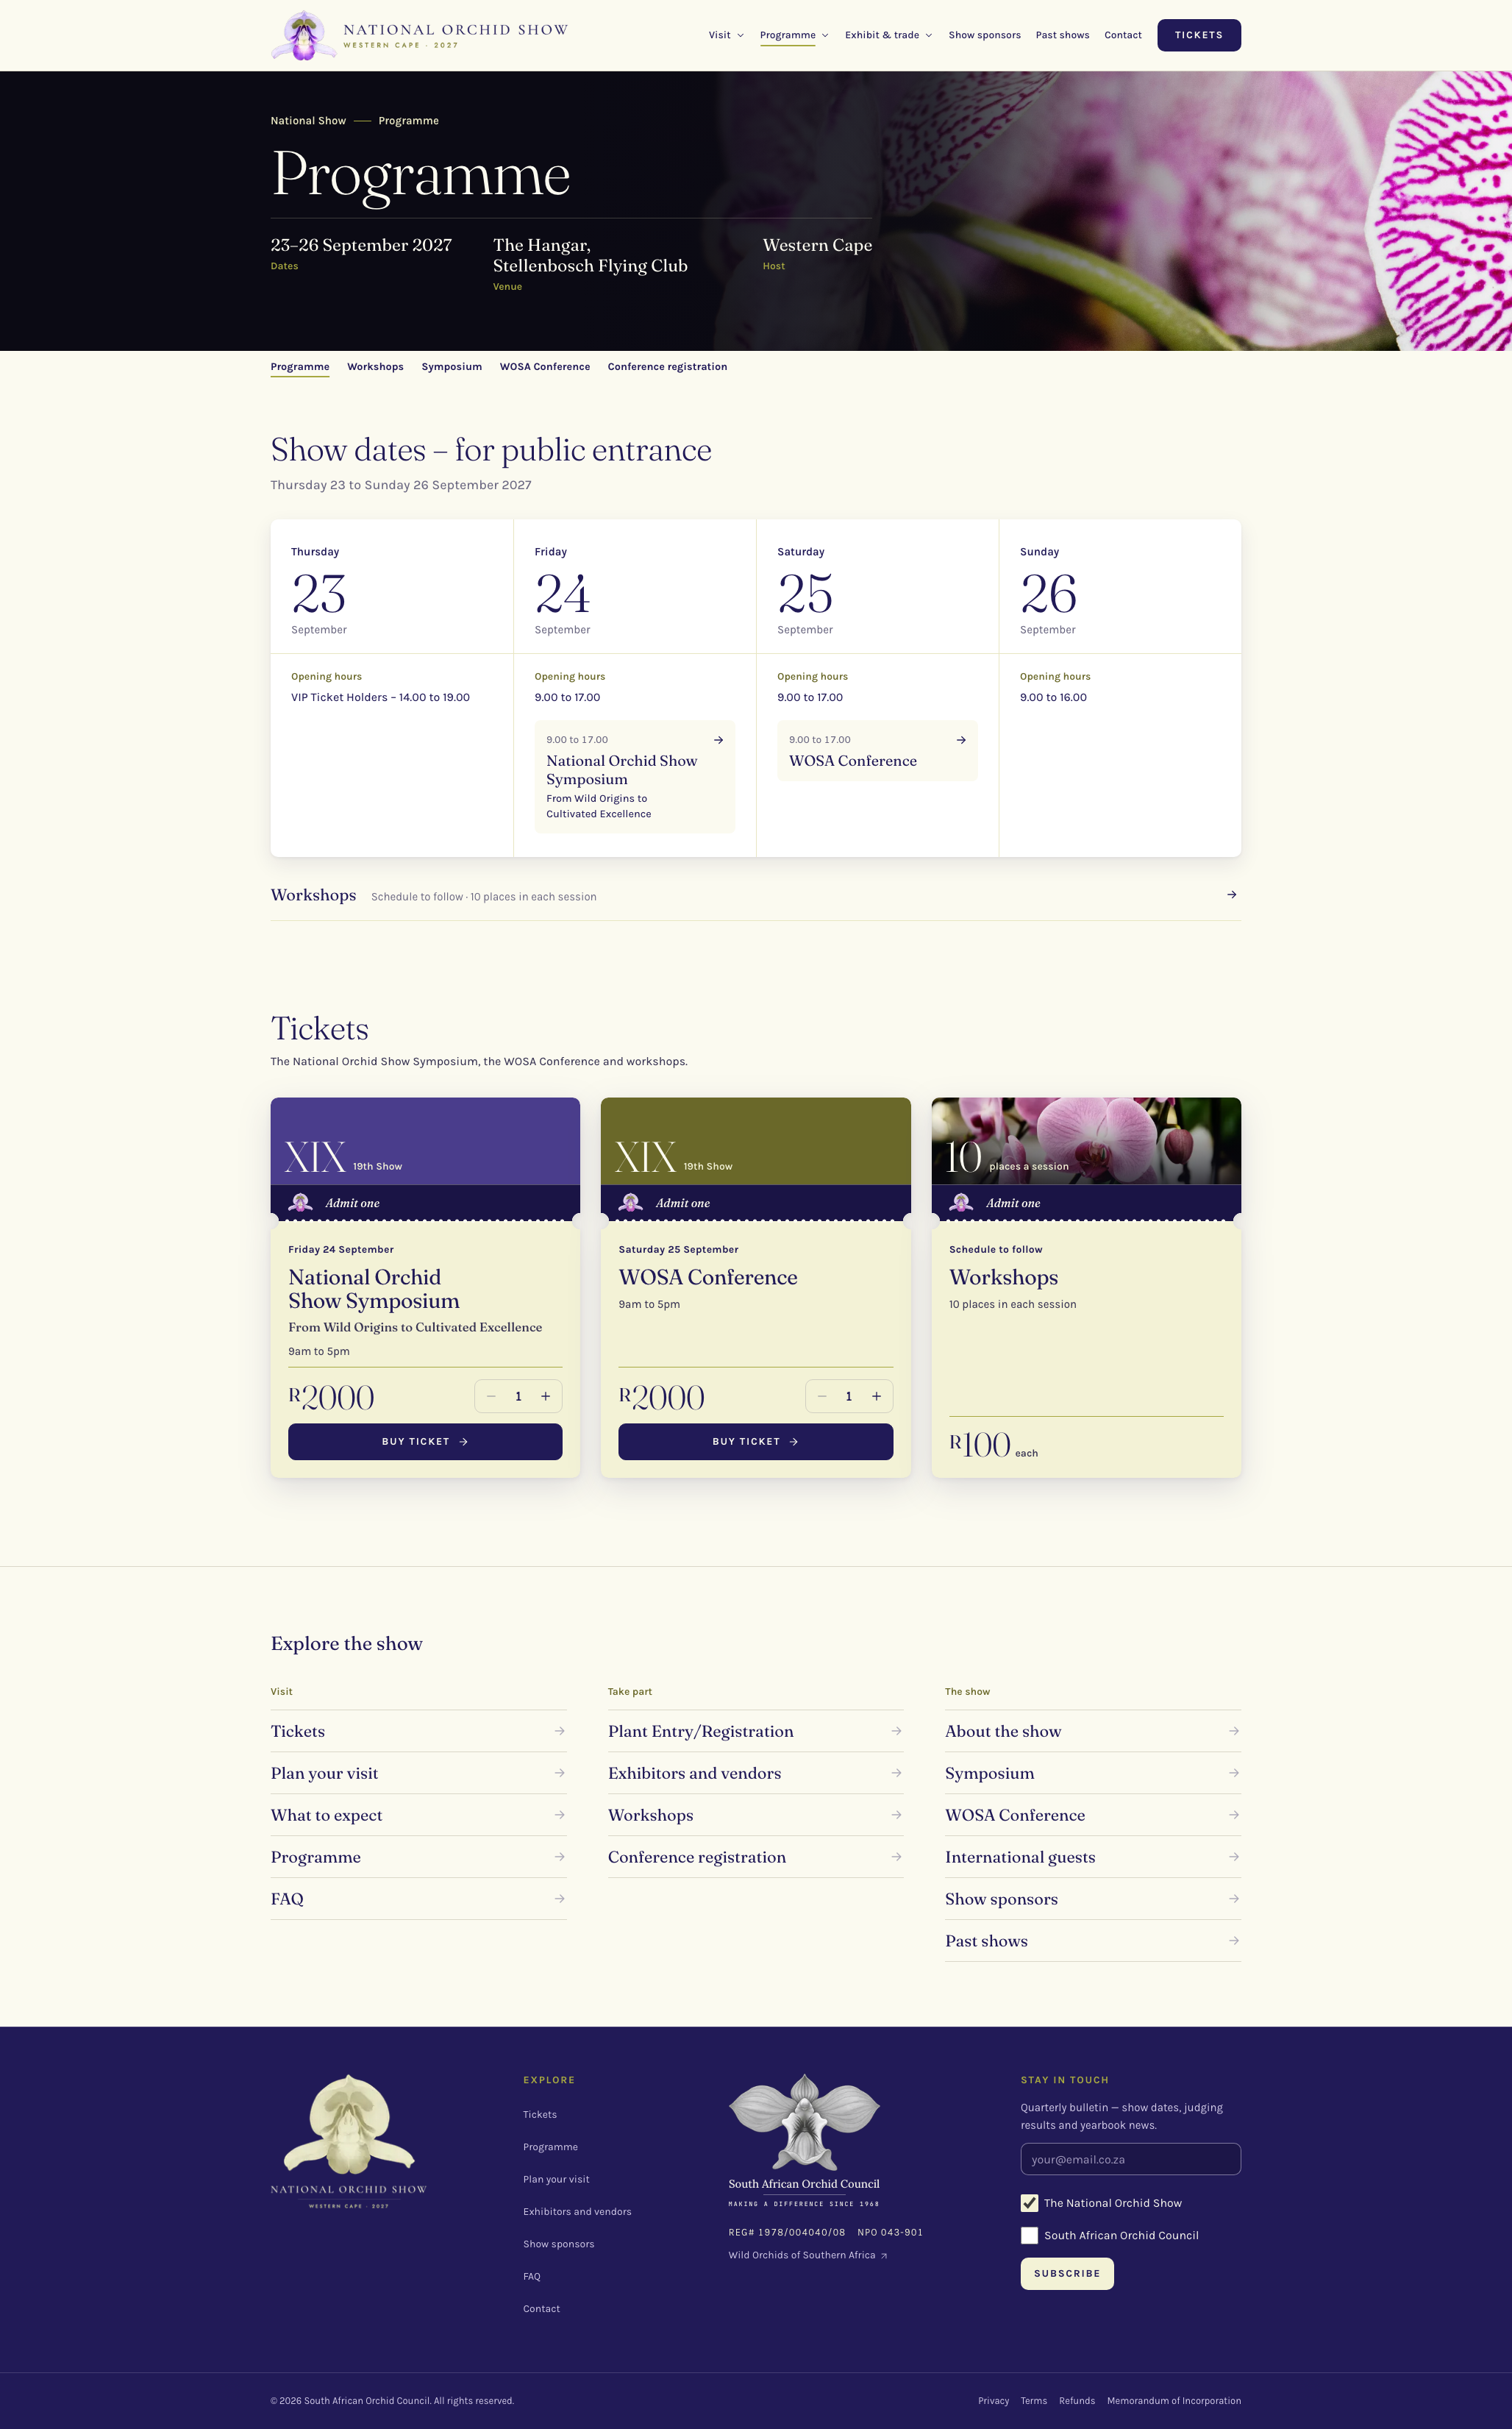 NATIONAL ORCHID SHOW
WESTERN CAPE · 2027
Visit
Programme
Exhibit & trade
Show sponsors
Past shows
Contact
TICKETS
National Show — Programme
Programme
23–26 September 2027
Dates
The Hangar,
Stellenbosch Flying Club
Venue
Western Cape
Host
Programme
Workshops
Symposium
WOSA Conference
Conference registration
Show dates – for public entrance
Thursday 23 to Sunday 26 September 2027
Thursday
23
September
Opening hours
VIP Ticket Holders – 14.00 to 19.00
Friday
24
September
Opening hours
9.00 to 17.00
9.00 to 17.00
National Orchid Show
Symposium
From Wild Origins to
Cultivated Excellence
Saturday
25
September
Opening hours
9.00 to 17.00
9.00 to 17.00
WOSA Conference
Sunday
26
September
Opening hours
9.00 to 16.00
Workshops
Schedule to follow · 10 places in each session
Tickets
The National Orchid Show Symposium, the WOSA Conference and workshops.
XIX 19th Show
Admit one
Friday 24 September
National Orchid
Show Symposium
From Wild Origins to Cultivated Excellence
9am to 5pm
R2000
1
BUY TICKET
XIX 19th Show
Admit one
Saturday 25 September
WOSA Conference
9am to 5pm
R2000
1
BUY TICKET
10 places a session
Admit one
Schedule to follow
Workshops
10 places in each session
R100 each
Explore the show
Visit
Tickets
Plan your visit
What to expect
Programme
FAQ
Take part
Plant Entry/Registration
Exhibitors and vendors
Workshops
Conference registration
The show
About the show
Symposium
WOSA Conference
International guests
Show sponsors
Past shows
NATIONAL ORCHID SHOW
WESTERN CAPE · 2027
EXPLORE
Tickets
Programme
Plan your visit
Exhibitors and vendors
Show sponsors
FAQ
Contact
South African Orchid Council
MAKING A DIFFERENCE SINCE 1968
REG# 1978/004040/08 NPO 043-901
Wild Orchids of Southern Africa
STAY IN TOUCH
Quarterly bulletin — show dates, judging
results and yearbook news.
your@email.co.za
The National Orchid Show
South African Orchid Council
SUBSCRIBE
© 2026 South African Orchid Council. All rights reserved.
Privacy
Terms
Refunds
Memorandum of Incorporation